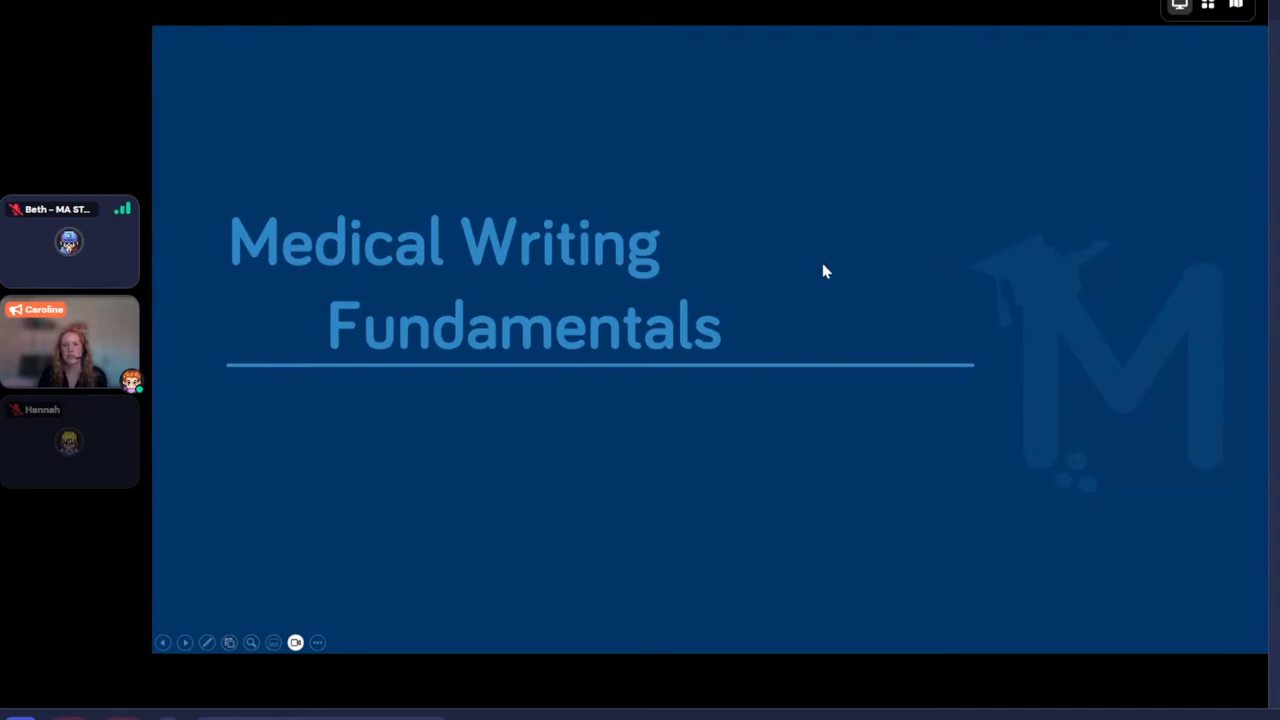 Beth – MA ST...
Caroline
Hannah
Medical Writing
Fundamentals
M